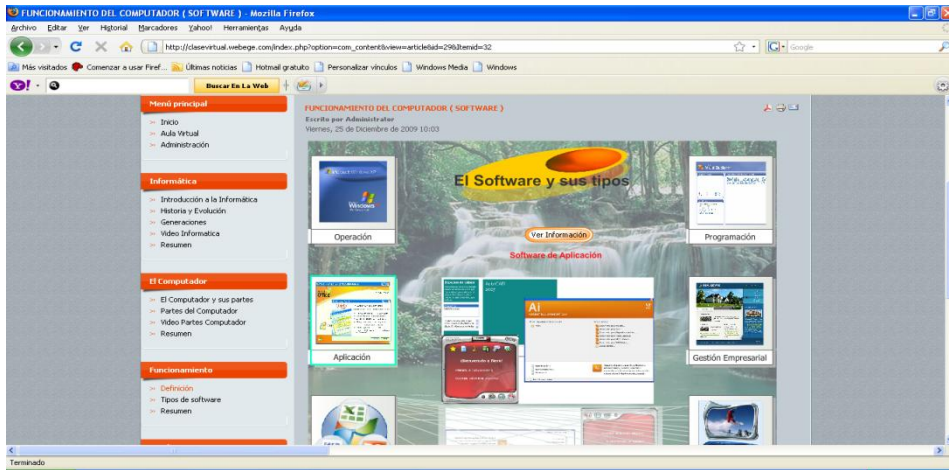 FUNCIONAMIENTO DEL COMPUTADOR ( SOFTWARE ) - Mozilla Firefox
Archivo Editar Ver Historial Marcadores Yahoo! Herramientas Ayuda
http://clasevirtual.webege.com/index.php?option=com_content&view=article&id=29&Itemid=32
Google
Más visitados Comenzar a usar Firef... Últimas noticias Hotmail gratuito Personalizar vínculos Windows Media Windows
Buscar En La Web
Menú principal
Inicio
Aula Virtual
Administración
Informática
Introducción a la Informática
Historia y Evolución
Generaciones
Video Informatica
Resumen
El Computador
El Computador y sus partes
Partes del Computador
Video Partes Computador
Resumen
Funcionamiento
Definición
Tipos de software
Resumen
FUNCIONAMIENTO DEL COMPUTADOR ( SOFTWARE )
Escrito por Administrator
Viernes, 25 de Diciembre de 2009 10:03
El Software y sus tipos
Ver Información
Software de Aplicación
Windows
Operación
Programación
Office
Aplicación
Ai
Gestión Empresarial
Terminado